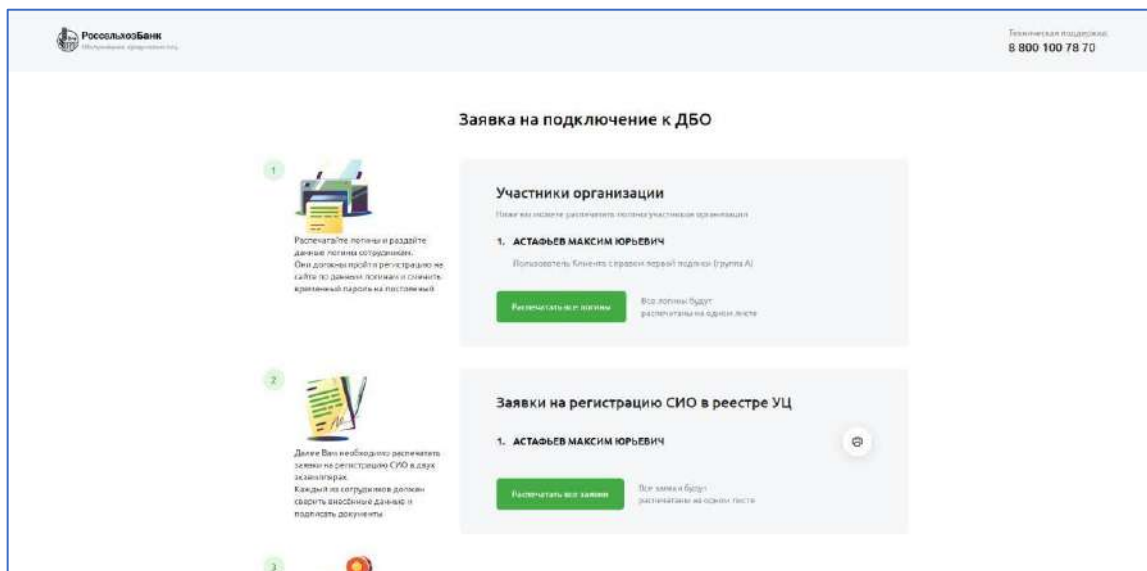 РоссельхозБанк
Техническая поддержка:
8 800 100 78 70
Заявка на подключение к ДБО
1
Распечатайте логины и раздайте
данные логины сотрудникам.
Они должны пройти регистрацию на
сайте по данным логинам и сменить
временный пароль на постоянный
Участники организации
Ниже вы можете распечатать логины участников организации
1. АСТАФЬЕВ МАКСИМ ЮРЬЕВИЧ
Пользователь Клиента с правом первой подписи (группа А)
Распечатать все логины
Все логины будут
распечатаны на одном листе
2
Далее Вам необходимо распечатать
заявки на регистрацию СИО в двух
экземплярах.
Каждый из сотрудников должен
сверить внесённые данные и
подписать документы
Заявки на регистрацию СИО в реестре УЦ
1. АСТАФЬЕВ МАКСИМ ЮРЬЕВИЧ
Распечатать все заявки
Все заявки будут
распечатаны на одном листе
3